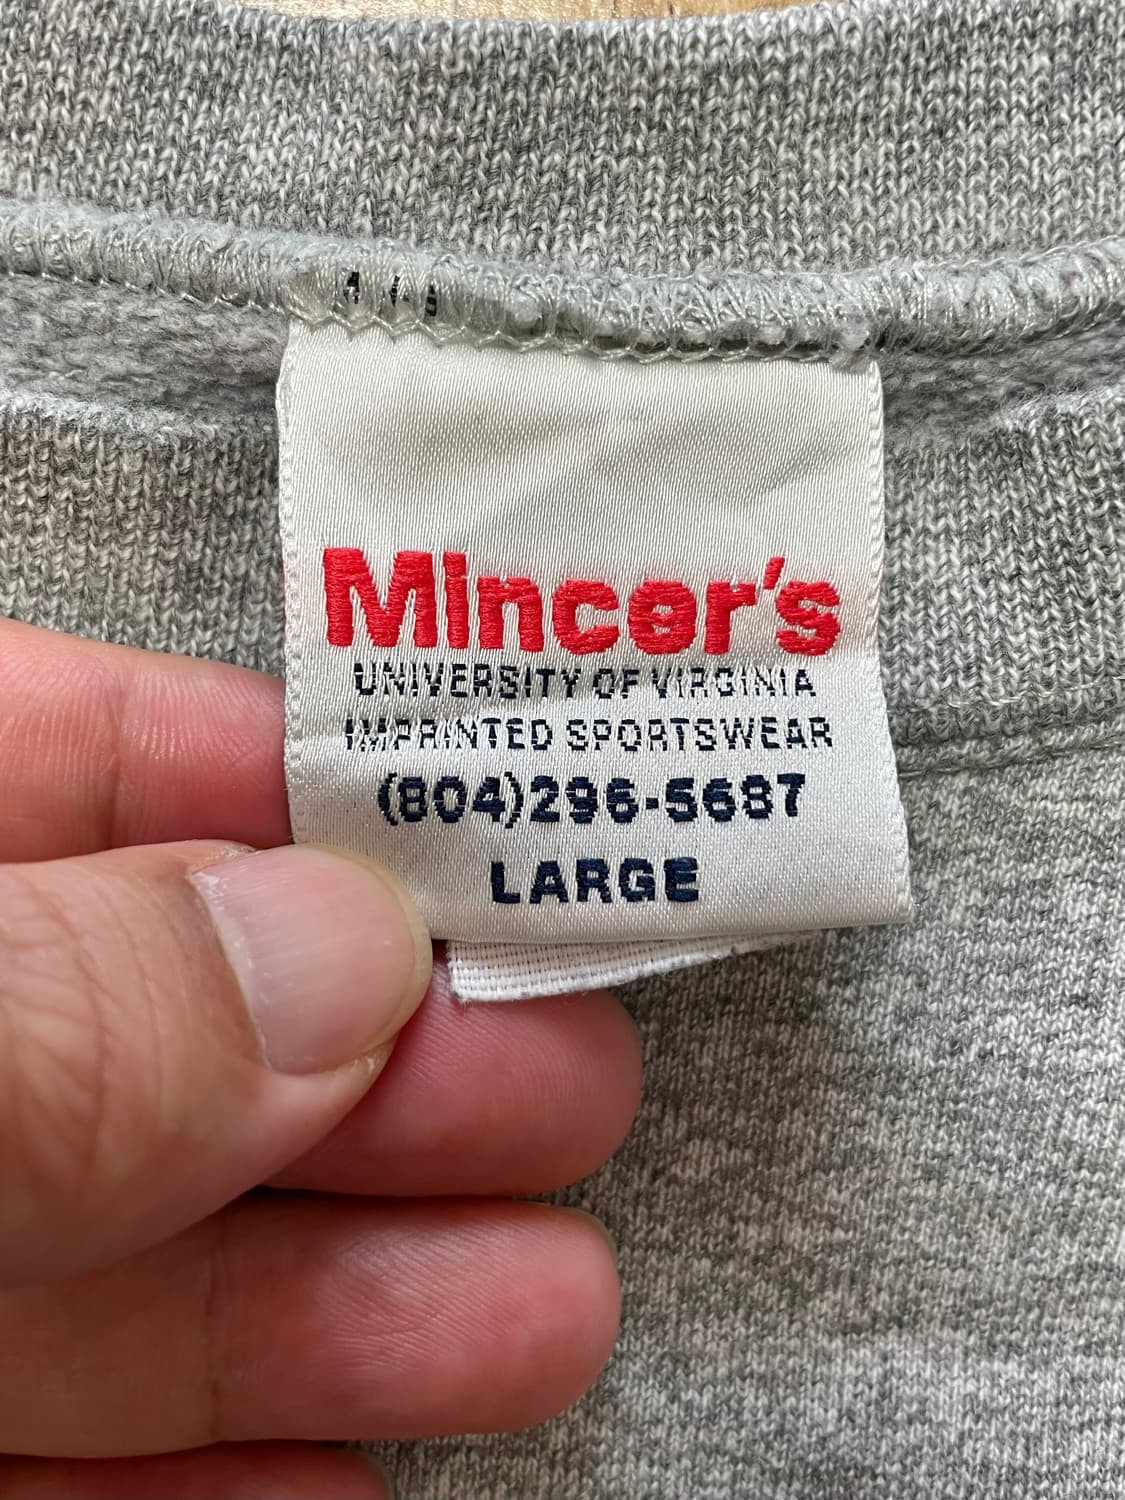 Mincer's
UNIVERSITY OF VIRGINIA
IMPRINTED SPORTSWEAR
(804)296-5687
LARGE